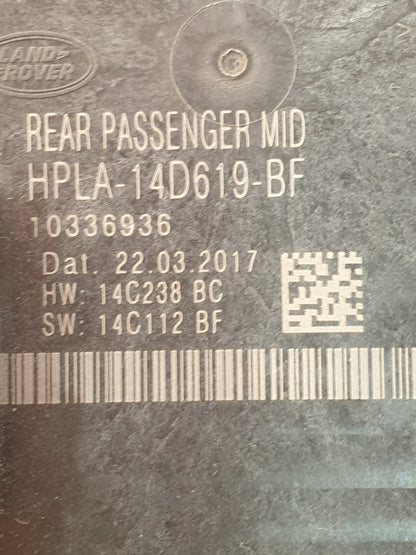 LAND
ROVER
REAR PASSENGER MID
HPLA-14D619-BF
10336936
Dat. 22.03.2017
HW: 14C238 BC
SW: 14C112 BF